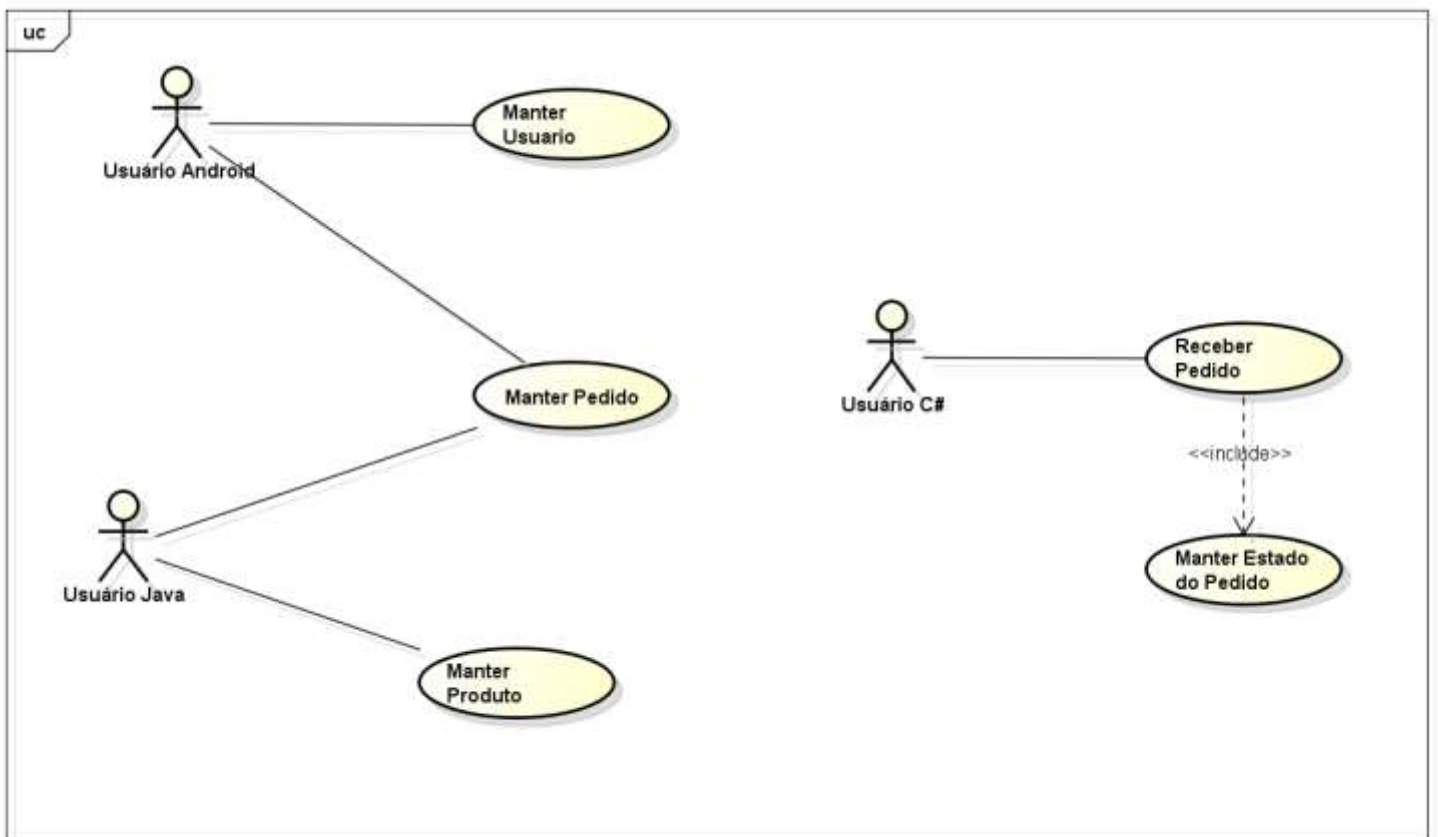 uc
Manter
Usuario
Usuário Android
Manter Pedido
Usuário C#
Receber
Pedido
<<include>>
Manter Estado
do Pedido
Usuário Java
Manter
Produto